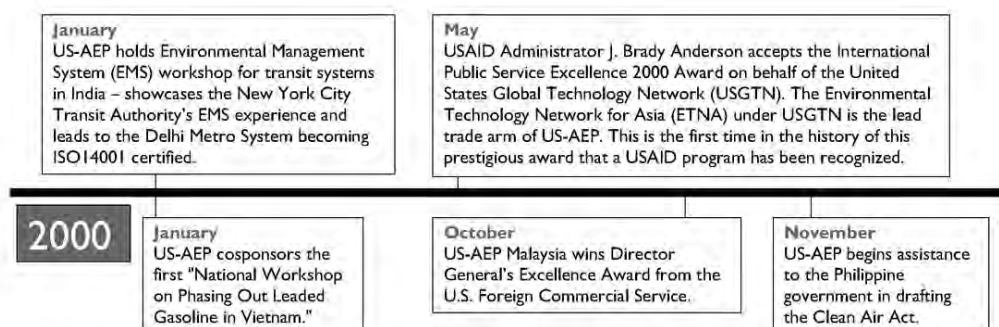 January
US-AEP holds Environmental Management
System (EMS) workshop for transit systems
in India – showcases the New York City
Transit Authority's EMS experience and
leads to the Delhi Metro System becoming
ISO14001 certified.
May
USAID Administrator J. Brady Anderson accepts the International
Public Service Excellence 2000 Award on behalf of the United
States Global Technology Network (USGTN). The Environmental
Technology Network for Asia (ETNA) under USGTN is the lead
trade arm of US-AEP. This is the first time in the history of this
prestigious award that a USAID program has been recognized.
2000
January
US-AEP cosponsors the
first "National Workshop
on Phasing Out Leaded
Gasoline in Vietnam."
October
US-AEP Malaysia wins Director
General's Excellence Award from the
U.S. Foreign Commercial Service.
November
US-AEP begins assistance
to the Philippine
government in drafting
the Clean Air Act.